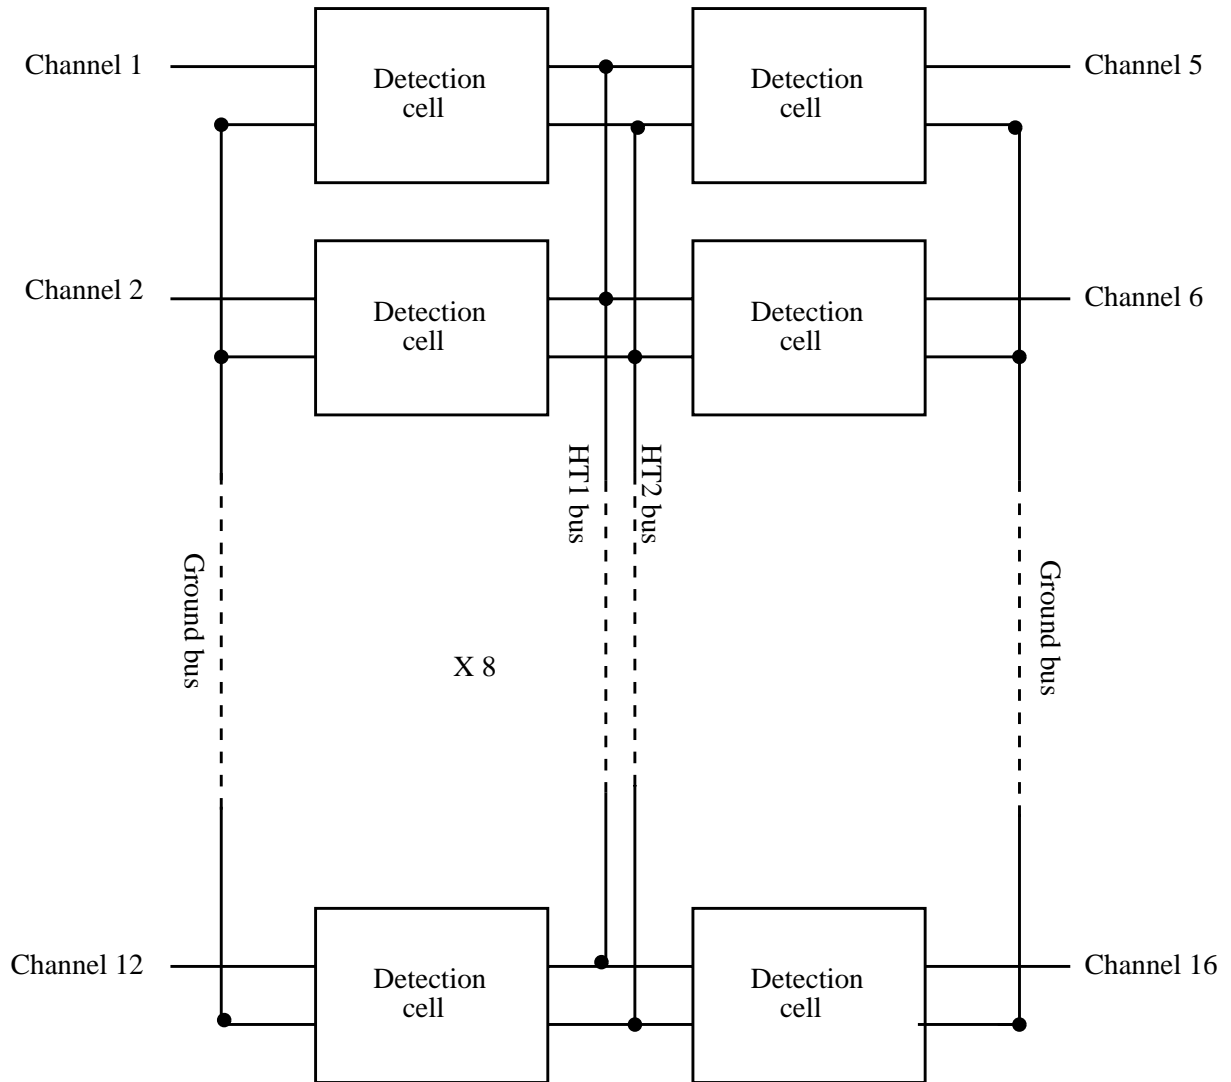 Channel 1
Detection
cell
Detection
cell
Channel 5
Channel 2
Detection
cell
Detection
cell
Channel 6
HT1 bus
HT2 bus
Ground bus
Ground bus
X 8
Channel 12
Detection
cell
Detection
cell
Channel 16